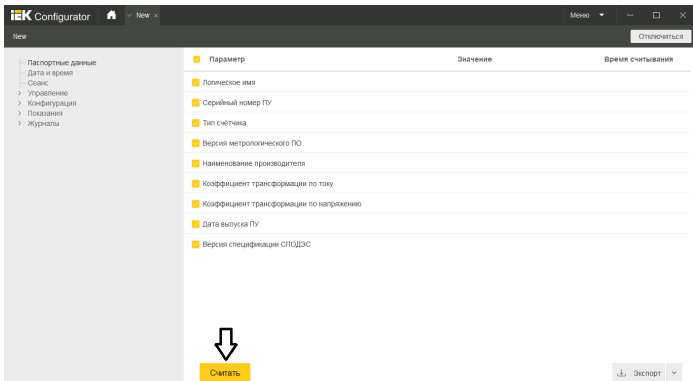 iEK Configurator New × Меню
New Отключиться
Паспортные данные
Дата и время
Сеанс
Управление
Конфигурация
Показания
Журналы
Параметр Значение Время считывания
Логическое имя
Серийный номер ПУ
Тип счётчика
Версия метрологического ПО
Наименование производителя
Коэффициент трансформации по току
Коэффициент трансформации по напряжению
Дата выпуска ПУ
Версия спецификации СПОДЭС
Считать Экспорт